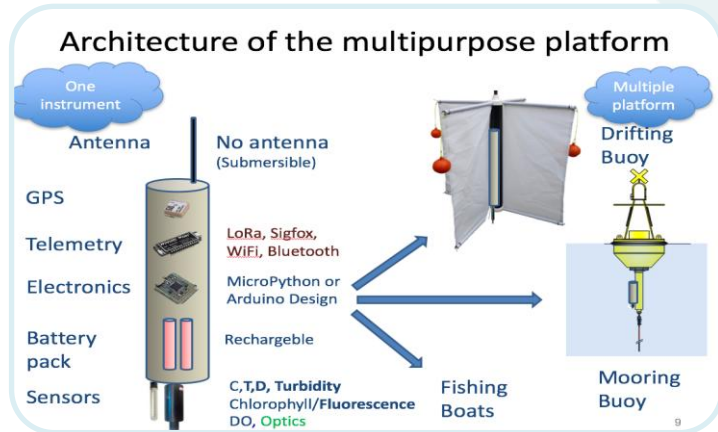 Architecture of the multipurpose platform
One
instrument
Multiple
platform
Antenna
No antenna
(Submersible)
Drifting
Buoy
GPS
Telemetry
LoRa, Sigfox,
WiFi, Bluetooth
Electronics
MicroPython or
Arduino Design
Battery
pack
Rechargeble
Sensors
C,T,D, Turbidity
Chlorophyll/Fluorescence
DO, Optics
Fishing
Boats
Mooring
Buoy
9